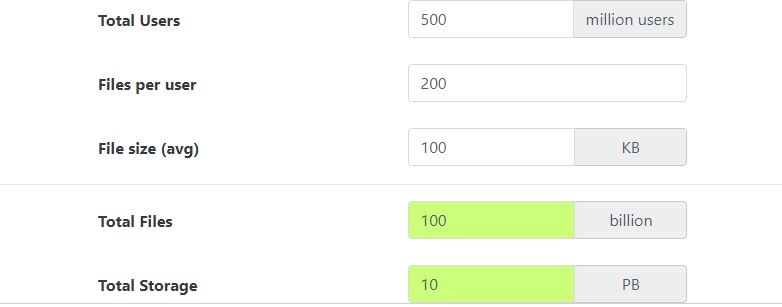 Total Users 500 million users
Files per user 200
File size (avg) 100 KB
Total Files 100 billion
Total Storage 10 PB